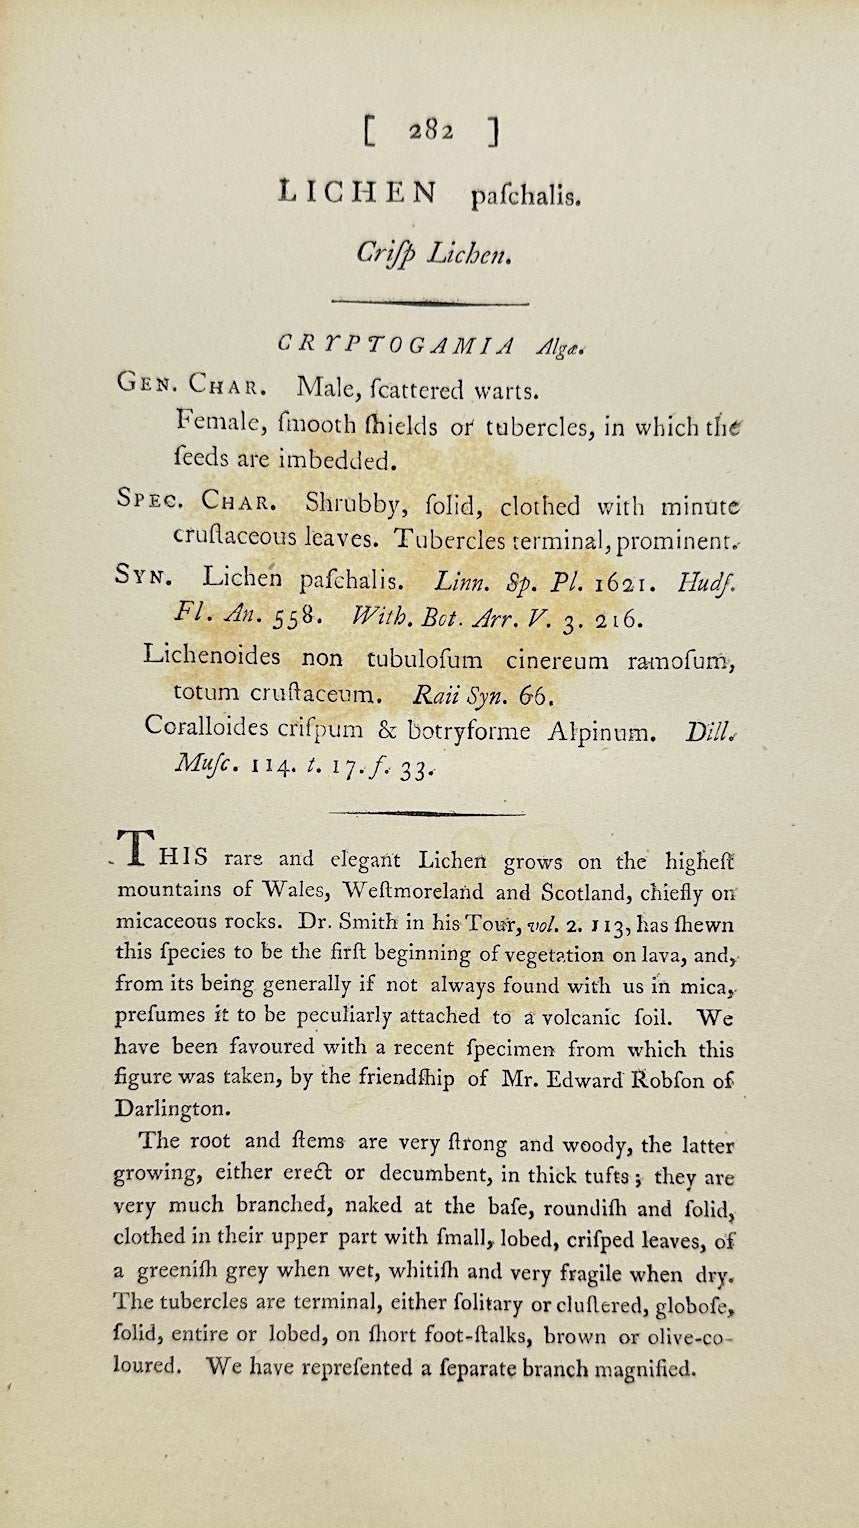 [ 282 ]
LICHEN paſchalis.
Criſp Lichen.
CRYPTOGAMIA Algæ.
GEN. CHAR. Male, ſcattered warts.
Female, ſmooth ſhields or tubercles, in which the
ſeeds are imbedded.
SPEC. CHAR. Shrubby, ſolid, clothed with minute
cruſtaceous leaves. Tubercles terminal, prominent.
SYN. Lichen paſchalis. Linn. Sp. Pl. 1621. Hudſ.
Fl. An. 558. With. Bot. Arr. V. 3. 216.
Lichenoides non tubuloſum cinereum ramoſum,
totum cruſtaceum. Raii Syn. 66.
Coralloides criſpum & botryforme Alpinum. Dill.
Muſc. 114. t. 17. f. 33.
THIS rare and elegant Lichen grows on the higheſt
mountains of Wales, Weſtmoreland and Scotland, chiefly on
micaceous rocks. Dr. Smith in his Tour, vol. 2. 113, has ſhewn
this ſpecies to be the firſt beginning of vegetation on lava, and,
from its being generally if not always found with us in mica,
preſumes it to be peculiarly attached to a volcanic ſoil. We
have been favoured with a recent ſpecimen from which this
figure was taken, by the friendſhip of Mr. Edward Robſon of
Darlington.
The root and ſtems are very ſtrong and woody, the latter
growing, either erect or decumbent, in thick tufts; they are
very much branched, naked at the baſe, roundiſh and ſolid,
clothed in their upper part with ſmall, lobed, criſped leaves, of
a greeniſh grey when wet, whitiſh and very fragile when dry.
The tubercles are terminal, either ſolitary or cluſtered, globoſe,
ſolid, entire or lobed, on ſhort foot-ſtalks, brown or olive-co-
loured. We have repreſented a ſeparate branch magnified.